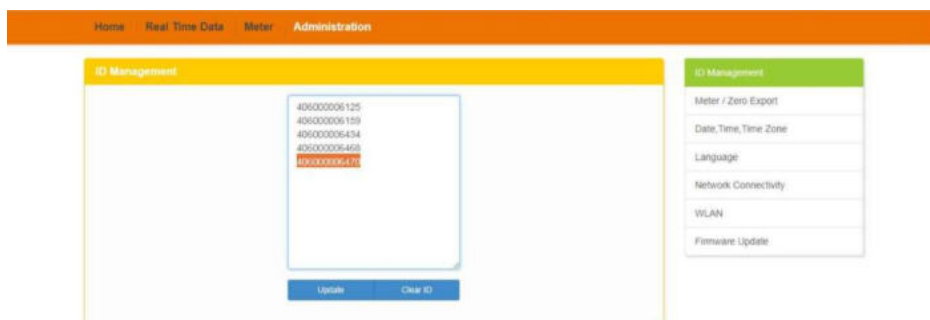 Home Real Time Data Meter Administration
ID Management
406000006125
406000006159
406000006434
406000006468
406000006470
Update Clear ID
ID Management
Meter / Zero Export
Date,Time,Time Zone
Language
Network Connectivity
WLAN
Firmware Update